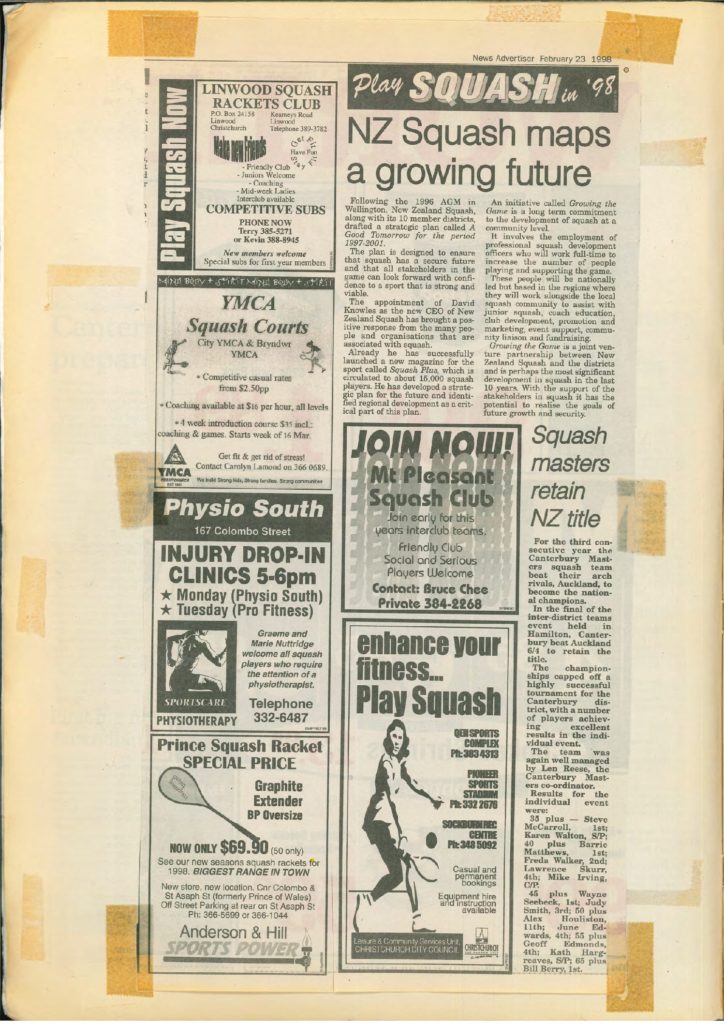 News Advertiser February 23 1998
Play SQUASH in '98
Play Squash Now
LINWOOD SQUASH
RACKETS CLUB
P.O. Box 24158 Kearneys Road
Linwood Linwood
Christchurch Telephone 389-3782
Make new Friends
Get Fit
Have Fun
Stay Fit
- Friendly Club
- Juniors Welcome
- Coaching
- Mid-week Ladies
Interclub available
COMPETITIVE SUBS
PHONE NOW
Terry 385-5271
or Kevin 388-8945
New members welcome
Special subs for first year members
MIND BODY + SPIRIT MIND BODY + SPIRIT
YMCA
Squash Courts
City YMCA & Bryndwr
YMCA
• Competitive casual rates
from $2.50pp
• Coaching available at $16 per hour, all levels
• 4 week introduction course $35 incl.:
coaching & games. Starts week of 16 Mar.
Get fit & get rid of stress!
Contact Carolyn Lamond on 366 0689.
YMCA
We build Strong kids, Strong families, Strong communities
Physio South
167 Colombo Street
INJURY DROP-IN
CLINICS 5-6pm
★ Monday (Physio South)
★ Tuesday (Pro Fitness)
Graeme and
Marie Nuttridge
welcome all squash
players who require
the attention of a
physiotherapist.
SPORTSCARE
PHYSIOTHERAPY
Telephone
332-6487
Prince Squash Racket
SPECIAL PRICE
Graphite
Extender
BP Oversize
NOW ONLY $69.90 (50 only)
See our new seasons squash rackets for
1998. BIGGEST RANGE IN TOWN
New store, new location. Cnr Colombo &
St Asaph St (formerly Prince of Wales)
Off Street Parking at rear on St Asaph St
Ph: 366-5699 or 366-1044
Anderson & Hill
SPORTS POWER
NZ Squash maps
a growing future
Following the 1996 AGM in
Wellington, New Zealand Squash,
along with its 10 member districts,
drafted a strategic plan called A
Good Tomorrow for the period
1997-2001.
The plan is designed to ensure
that squash has a secure future
and that all stakeholders in the
game can look forward with confi-
dence to a sport that is strong and
viable.
The appointment of David
Knowles as the new CEO of New
Zealand Squash has brought a pos-
itive response from the many peo-
ple and organisations that are
associated with squash.
Already he has successfully
launched a new magazine for the
sport called Squash Plus, which is
circulated to about 15,000 squash
players. He has developed a strate-
gic plan for the future and identi-
fied regional development as a crit-
ical part of this plan.
An initiative called Growing the
Game is a long term commitment
to the development of squash at a
community level.
It involves the employment of
professional squash development
officers who will work full-time to
increase the number of people
playing and supporting the game.
These people will be nationally
led but based in the regions where
they will work alongside the local
squash community to assist with
junior squash, coach education,
club development, promotion and
marketing, event support, commu-
nity liaison and fundraising.
Growing the Game is a joint ven-
ture partnership between New
Zealand Squash and the districts
and is perhaps the most significant
development in squash in the last
10 years. With the support of the
stakeholders in squash it has the
potential to realise the goals of
future growth and security.
JOIN NOW!
Mt Pleasant
Squash Club
Join early for this
years interclub teams.
Friendly Club
Social and Serious
Players Welcome
Contact: Bruce Chee
Private 384-2268
enhance your
fitness...
Play Squash
QEII SPORTS
COMPLEX
Ph: 383 4313
PIONEER
SPORTS
STADIUM
Ph: 332 2676
SOCKBURN REC
CENTRE
Ph: 348 5092
Casual and
permanent
bookings
Equipment hire
and instruction
available
Leisure & Community Services Unit,
CHRISTCHURCH CITY COUNCIL
CHRISTCHURCH
Squash
masters
retain
NZ title
For the third con-
secutive year the
Canterbury Mast-
ers squash team
beat their arch
rivals, Auckland, to
become the nation-
al champions.
In the final of the
inter-district teams
event held in
Hamilton, Canter-
bury beat Auckland
6/4 to retain the
title.
The champion-
ships capped off a
highly successful
tournament for the
Canterbury dis-
trict, with a number
of players achiev-
ing excellent
results in the indi-
vidual event.
The team was
again well managed
by Len Reese, the
Canterbury Mast-
ers co-ordinator.
Results for the
individual event
were:
35 plus — Steve
McCarroll, 1st;
Karen Walton, S/P;
40 plus Barrie
Matthews, 1st;
Freda Walker, 2nd;
Lawrence Skurr,
4th; Mike Irving,
C/P.
45 plus Wayne
Seebeck, 1st; Judy
Smith, 3rd; 50 plus
Alex Houliston,
11th; June Ed-
wards, 4th; 55 plus
Geoff Edmonds,
4th; Kath Harg-
reaves, S/P; 65 plus
Bill Berry, 1st.